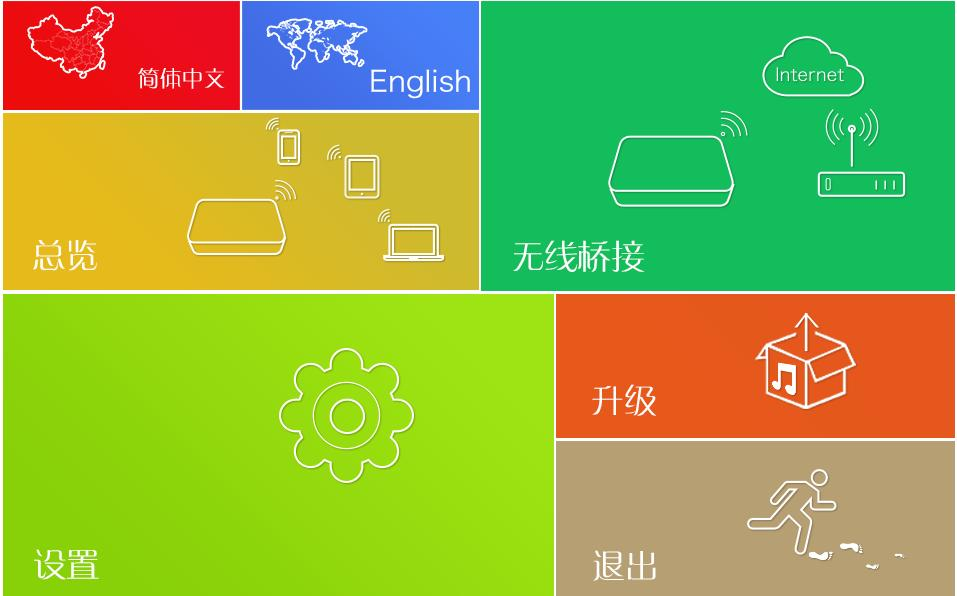 简体中文
English
Internet
总览
无线桥接
升级
设置
退出